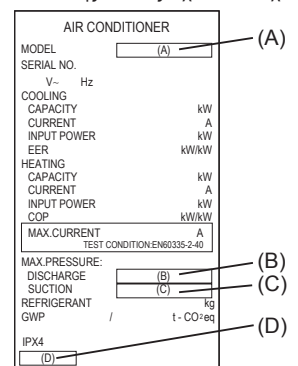 AIR CONDITIONER
MODEL (A) (A)
SERIAL NO.
V~ Hz
COOLING
CAPACITY kW
CURRENT A
INPUT POWER kW
EER kW/kW
HEATING
CAPACITY kW
CURRENT A
INPUT POWER kW
COP kW/kW
MAX.CURRENT A
TEST CONDITION:EN60335-2-40
MAX.PRESSURE:
DISCHARGE (B) (B)
SUCTION (C) (C)
REFRIGERANT kg
GWP / t - CO2eq
(D)
IPX4
(D)